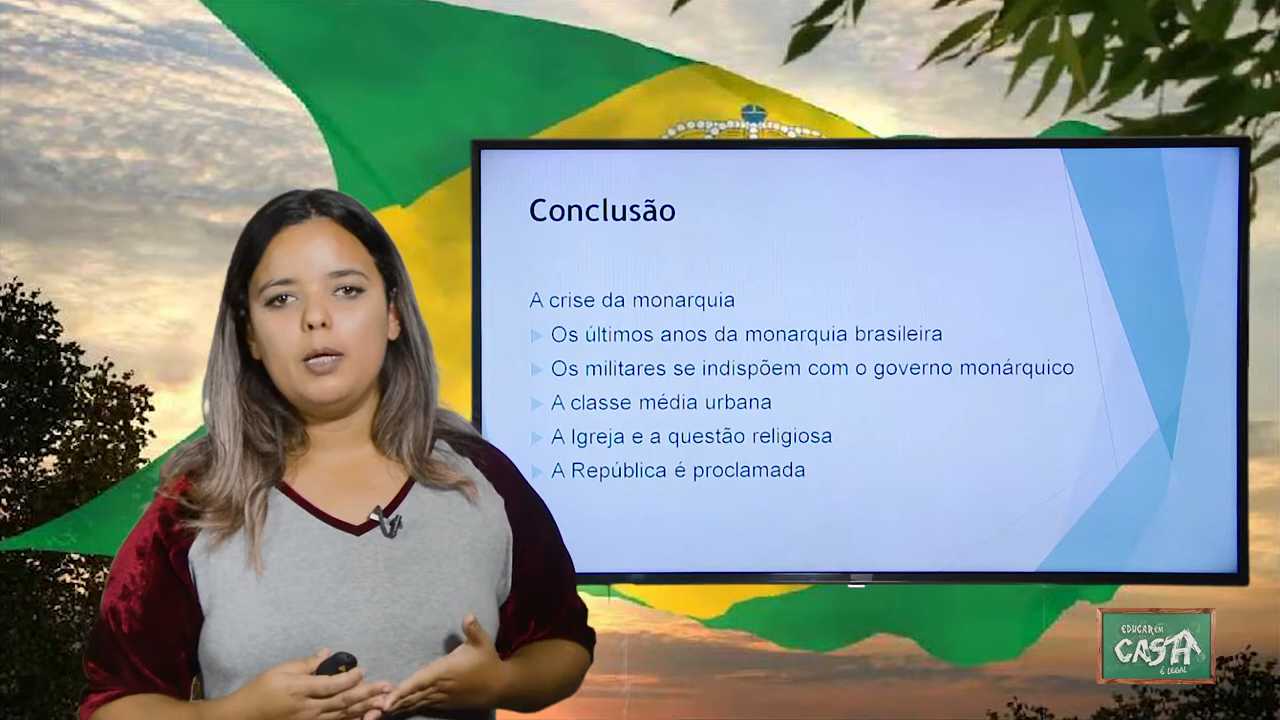 Conclusão
A crise da monarquia
Os últimos anos da monarquia brasileira
Os militares se indispõem com o governo monárquico
A classe média urbana
A Igreja e a questão religiosa
A República é proclamada
EDUCAR EM
CASA
É LEGAL